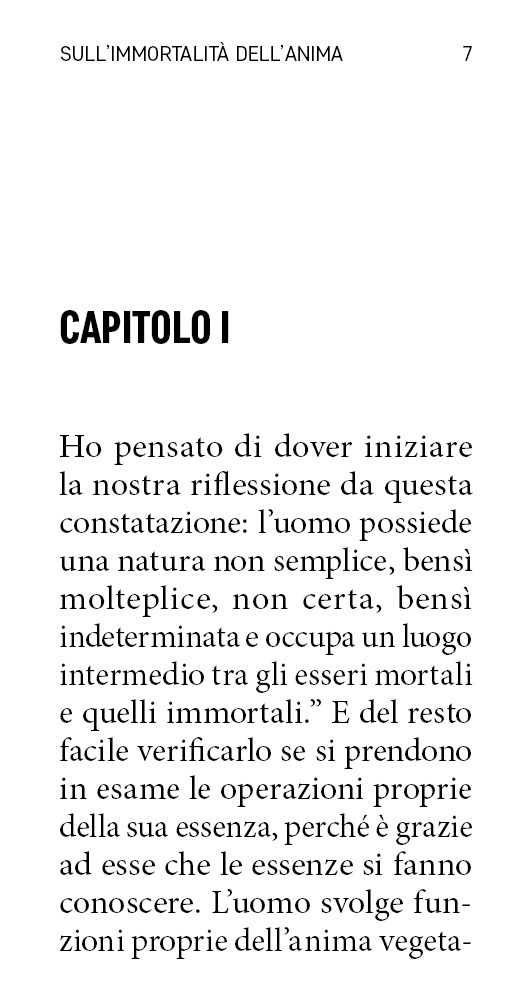 SULL’IMMORTALITÀ DELL’ANIMA 7
CAPITOLO I
Ho pensato di dover iniziare
la nostra riflessione da questa
constatazione: l’uomo possiede
una natura non semplice, bensì
molteplice, non certa, bensì
indeterminata e occupa un luogo
intermedio tra gli esseri mortali
e quelli immortali.” E del resto
facile verificarlo se si prendono
in esame le operazioni proprie
della sua essenza, perché è grazie
ad esse che le essenze si fanno
conoscere. L’uomo svolge fun-
zioni proprie dell’anima vegeta-